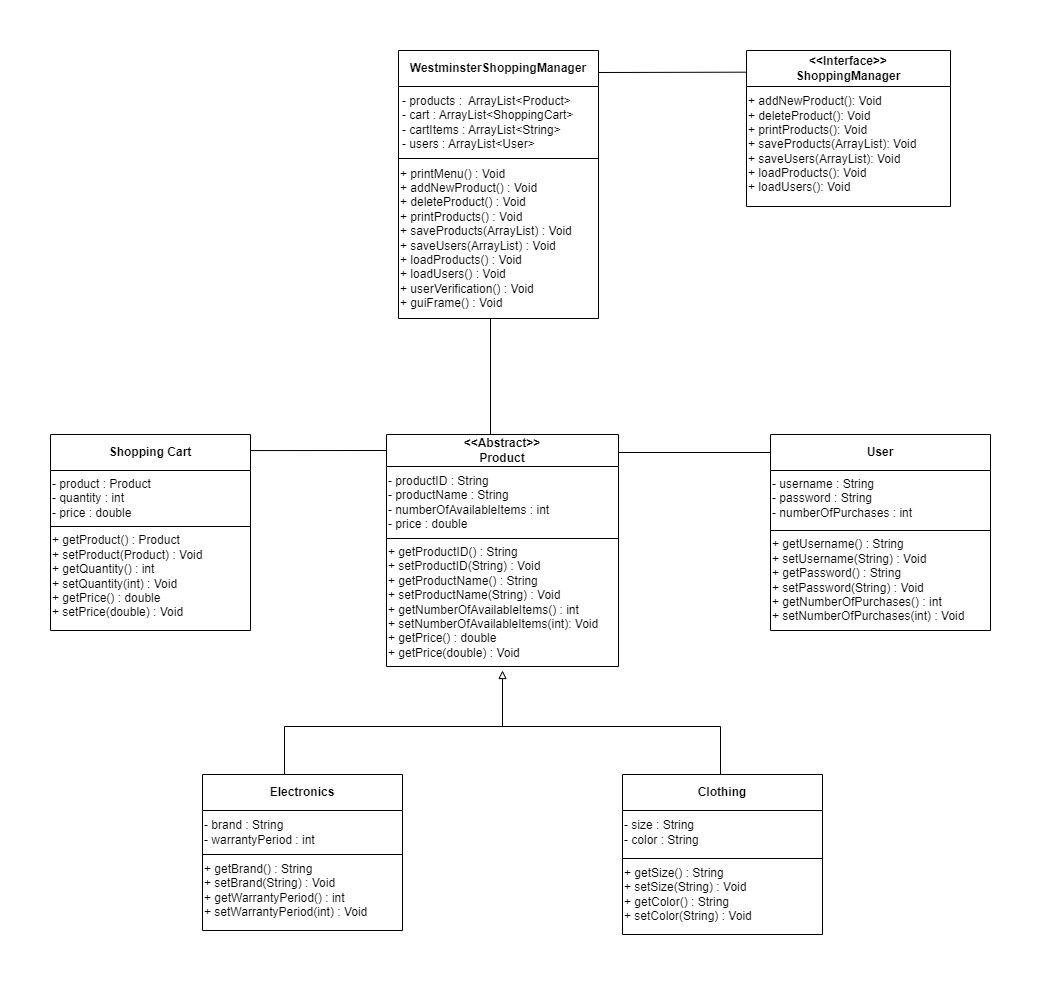 WestminsterShoppingManager
- products :  ArrayList<Product>
- cart : ArrayList<ShoppingCart>
- cartItems : ArrayList<String>
- users : ArrayList<User>
+ printMenu() : Void
+ addNewProduct() : Void
+ deleteProduct() : Void
+ printProducts() : Void
+ saveProducts(ArrayList) : Void
+ saveUsers(ArrayList) : Void
+ loadProducts() : Void
+ loadUsers() : Void
+ userVerification() : Void
+ guiFrame() : Void
<<Interface>>
ShoppingManager
+ addNewProduct(): Void
+ deleteProduct(): Void
+ printProducts(): Void
+ saveProducts(ArrayList): Void
+ saveUsers(ArrayList): Void
+ loadProducts(): Void
+ loadUsers(): Void
Shopping Cart
- product : Product
- quantity : int
- price : double
+ getProduct() : Product
+ setProduct(Product) : Void
+ getQuantity() : int
+ setQuantity(int) : Void
+ getPrice() : double
+ setPrice(double) : Void
<<Abstract>>
Product
- productID : String
- productName : String
- numberOfAvailableItems : int
- price : double
+ getProductID() : String
+ setProductID(String) : Void
+ getProductName() : String
+ setProductName(String) : Void
+ getNumberOfAvailableItems() : int
+ setNumberOfAvailableItems(int): Void
+ getPrice() : double
+ getPrice(double) : Void
User
- username : String
- password : String
- numberOfPurchases : int
+ getUsername() : String
+ setUsername(String) : Void
+ getPassword() : String
+ setPassword(String) : Void
+ getNumberOfPurchases() : int
+ setNumberOfPurchases(int) : Void
Electronics
- brand : String
- warrantyPeriod : int
+ getBrand() : String
+ setBrand(String) : Void
+ getWarrantyPeriod() : int
+ setWarrantyPeriod(int) : Void
Clothing
- size : String
- color : String
+ getSize() : String
+ setSize(String) : Void
+ getColor() : String
+ setColor(String) : Void